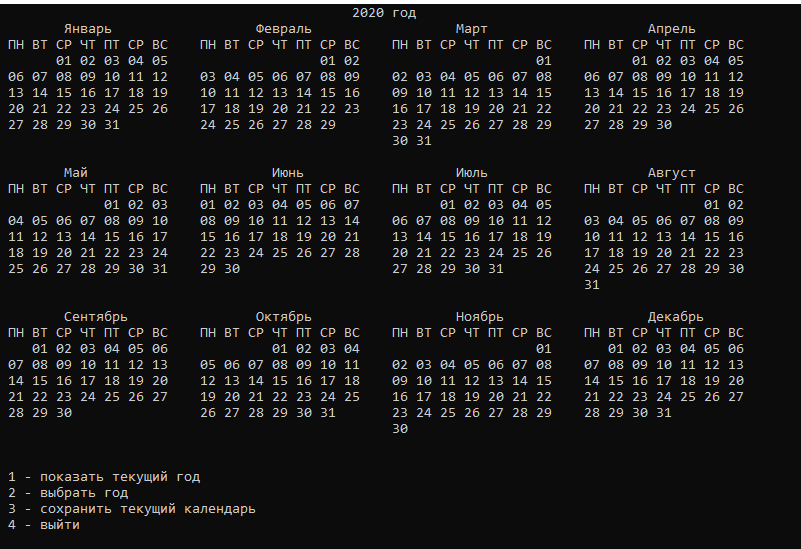 2020 год
Январь Февраль Март Апрель
ПН ВТ СР ЧТ ПТ СР ВС ПН ВТ СР ЧТ ПТ СР ВС ПН ВТ СР ЧТ ПТ СР ВС ПН ВТ СР ЧТ ПТ СР ВС
01 02 03 04 05 01 02 01 01 02 03 04 05
06 07 08 09 10 11 12 03 04 05 06 07 08 09 02 03 04 05 06 07 08 06 07 08 09 10 11 12
13 14 15 16 17 18 19 10 11 12 13 14 15 16 09 10 11 12 13 14 15 13 14 15 16 17 18 19
20 21 22 23 24 25 26 17 18 19 20 21 22 23 16 17 18 19 20 21 22 20 21 22 23 24 25 26
27 28 29 30 31 24 25 26 27 28 29 23 24 25 26 27 28 29 27 28 29 30
30 31
Май Июнь Июль Август
ПН ВТ СР ЧТ ПТ СР ВС ПН ВТ СР ЧТ ПТ СР ВС ПН ВТ СР ЧТ ПТ СР ВС ПН ВТ СР ЧТ ПТ СР ВС
01 02 03 01 02 03 04 05 06 07 01 02 03 04 05 01 02
04 05 06 07 08 09 10 08 09 10 11 12 13 14 06 07 08 09 10 11 12 03 04 05 06 07 08 09
11 12 13 14 15 16 17 15 16 17 18 19 20 21 13 14 15 16 17 18 19 10 11 12 13 14 15 16
18 19 20 21 22 23 24 22 23 24 25 26 27 28 20 21 22 23 24 25 26 17 18 19 20 21 22 23
25 26 27 28 29 30 31 29 30 27 28 29 30 31 24 25 26 27 28 29 30
31
Сентябрь Октябрь Ноябрь Декабрь
ПН ВТ СР ЧТ ПТ СР ВС ПН ВТ СР ЧТ ПТ СР ВС ПН ВТ СР ЧТ ПТ СР ВС ПН ВТ СР ЧТ ПТ СР ВС
01 02 03 04 05 06 01 02 03 04 01 01 02 03 04 05 06
07 08 09 10 11 12 13 05 06 07 08 09 10 11 02 03 04 05 06 07 08 07 08 09 10 11 12 13
14 15 16 17 18 19 20 12 13 14 15 16 17 18 09 10 11 12 13 14 15 14 15 16 17 18 19 20
21 22 23 24 25 26 27 19 20 21 22 23 24 25 16 17 18 19 20 21 22 21 22 23 24 25 26 27
28 29 30 26 27 28 29 30 31 23 24 25 26 27 28 29 28 29 30 31
30
1 - показать текущий год
2 - выбрать год
3 - сохранить текущий календарь
4 - выйти